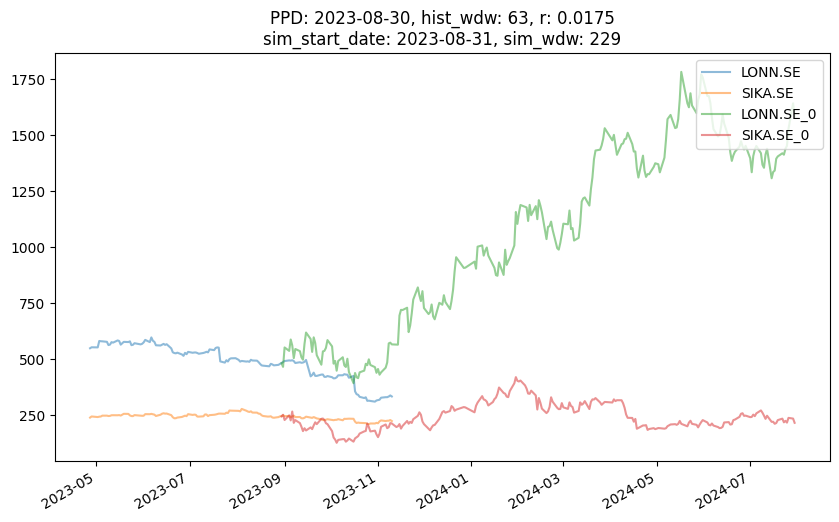 PPD: 2023-08-30, hist_wdw: 63, r: 0.0175
sim_start_date: 2023-08-31, sim_wdw: 229
LONN.SE
SIKA.SE
LONN.SE_0
SIKA.SE_0
1750
1500
1250
1000
750
500
250
2023-05
2023-07
2023-09
2023-11
2024-01
2024-03
2024-05
2024-07